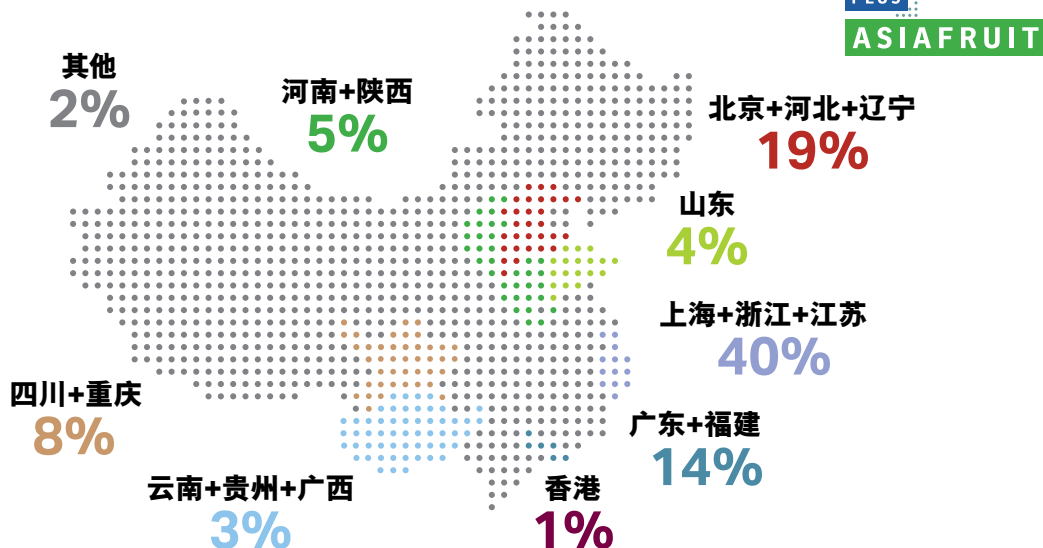 ASIAFRUIT
其他
2%
河南+陕西
5%
北京+河北+辽宁
19%
山东
4%
上海+浙江+江苏
40%
四川+重庆
8%
广东+福建
14%
云南+贵州+广西
3%
香港
1%